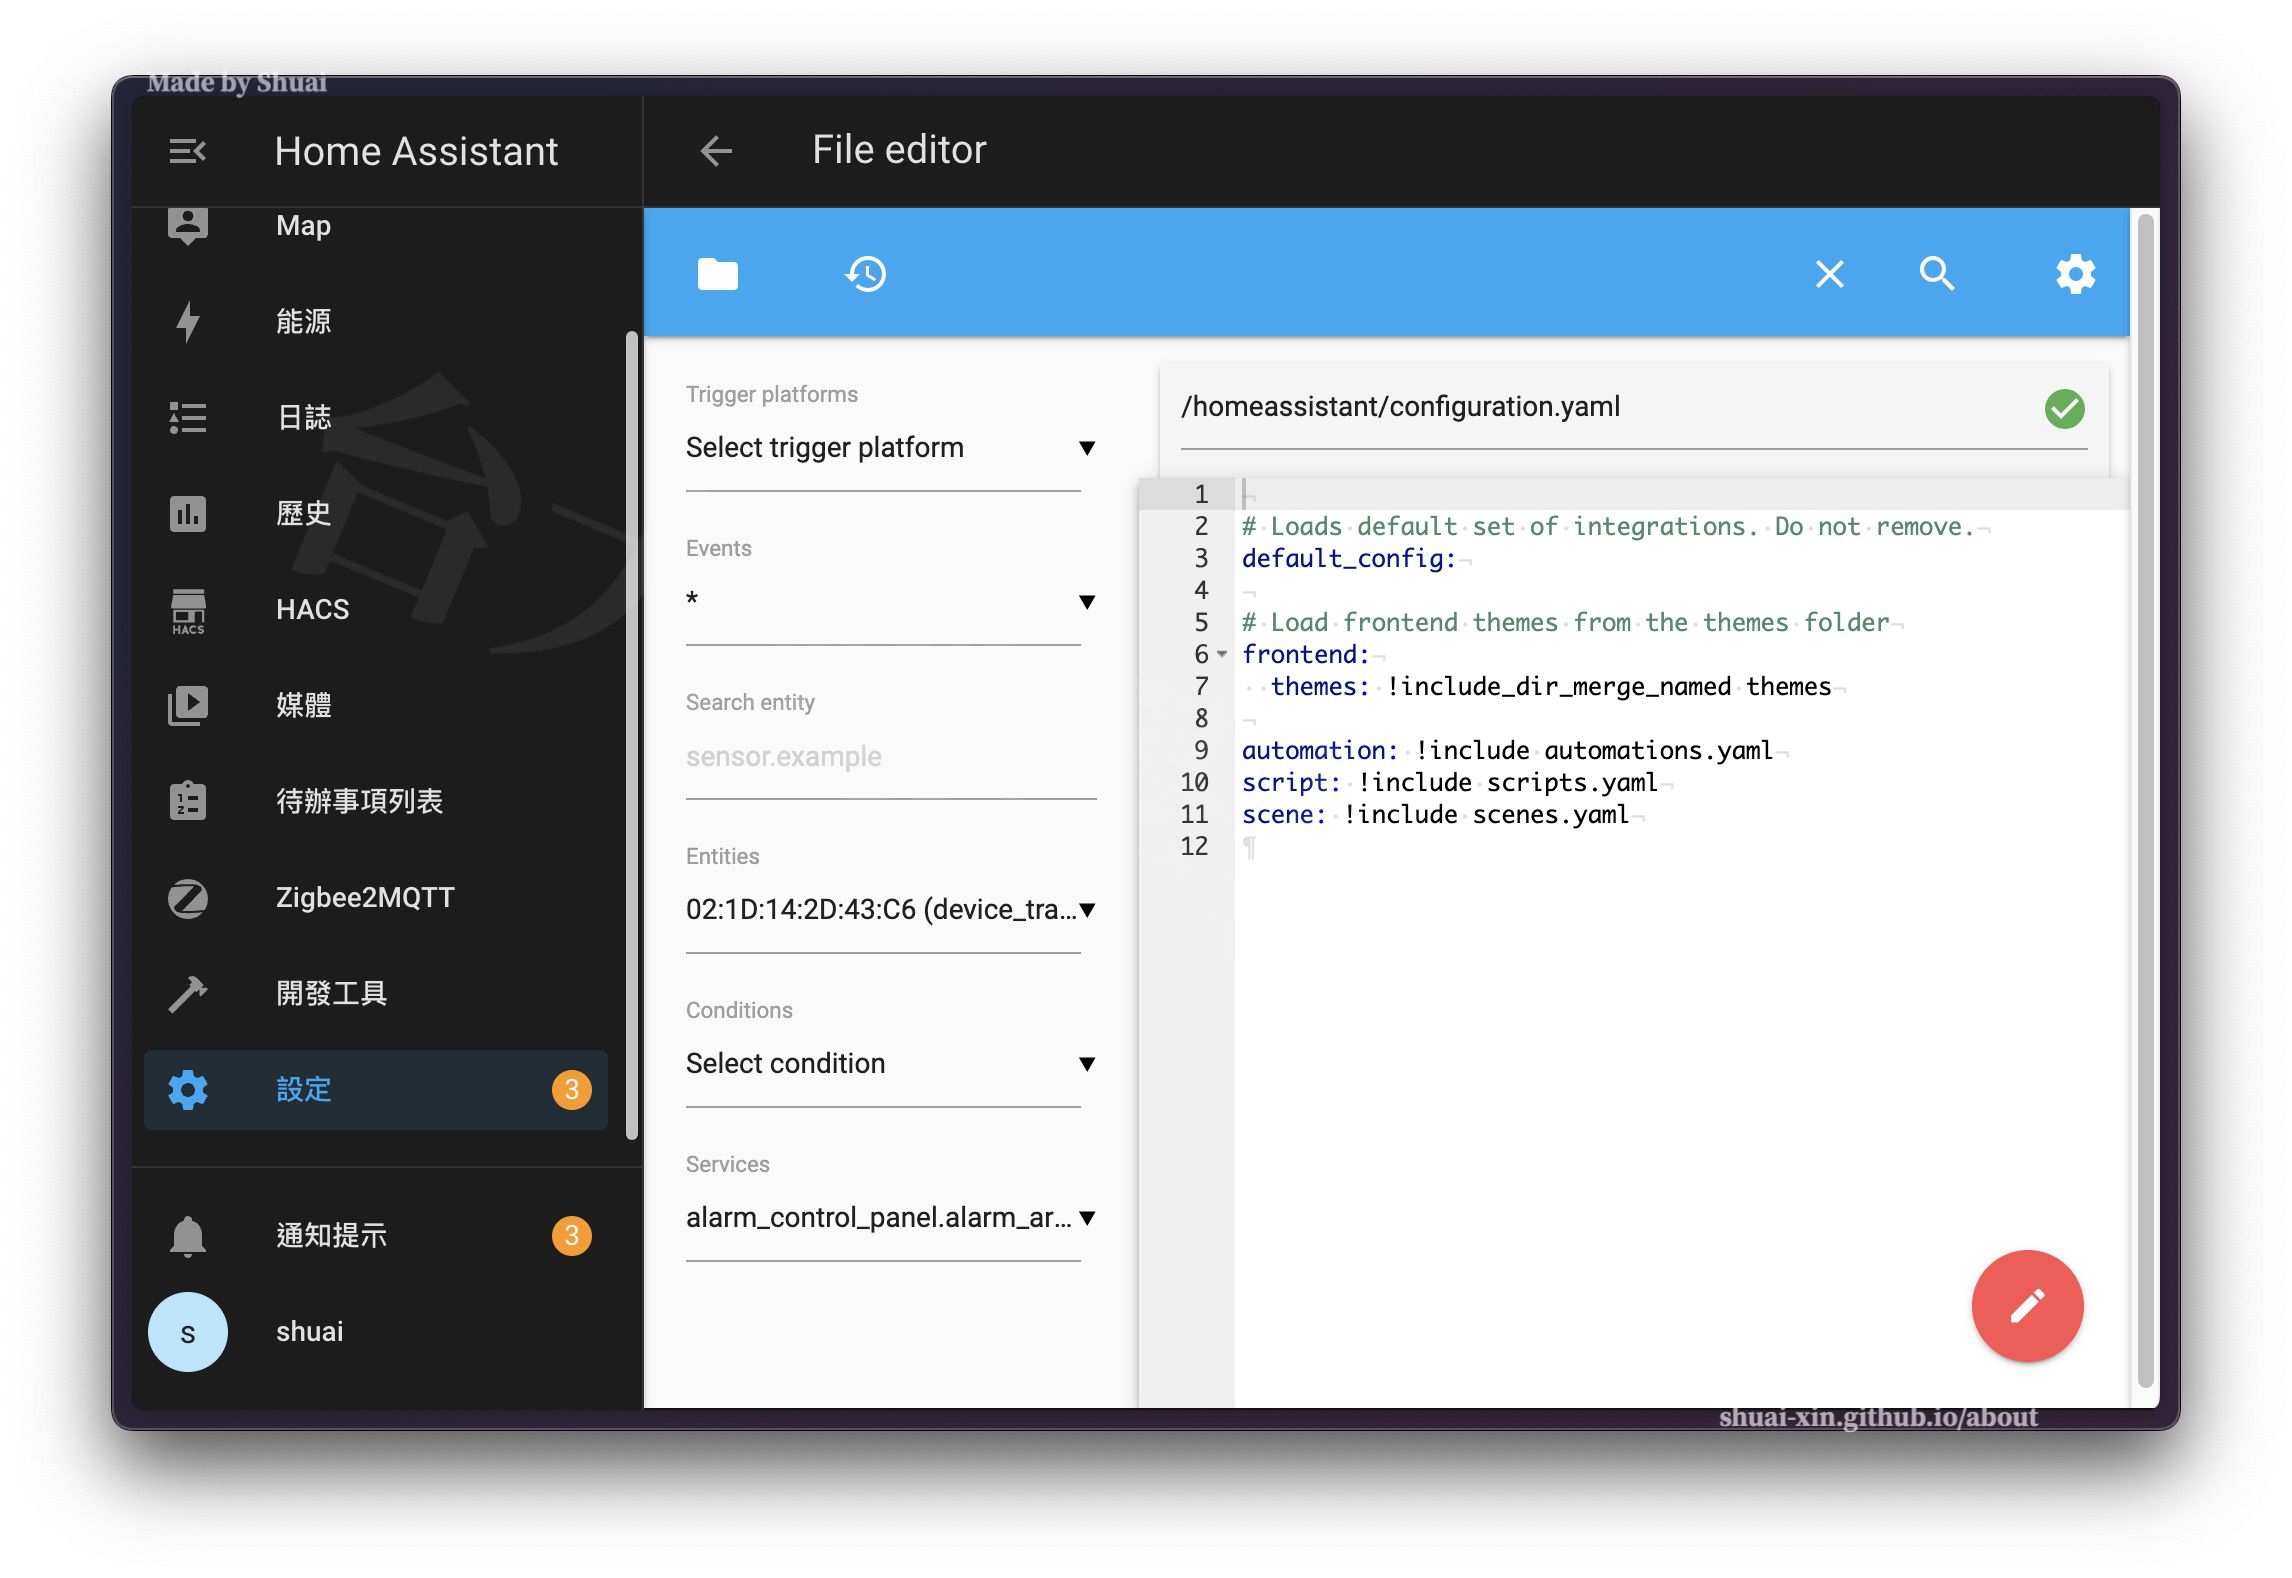 Made by Shuai
Home Assistant
Map
能源
日誌
歷史
HACS
HACS
媒體
待辦事項列表
Zigbee2MQTT
開發工具
設定
3
通知提示
3
s
shuai
File editor
Trigger platforms
Select trigger platform
Events
*
Search entity
sensor.example
Entities
02:1D:14:2D:43:C6 (device_tra...
Conditions
Select condition
Services
alarm_control_panel.alarm_ar...
/homeassistant/configuration.yaml
1
2 # Loads default set of integrations. Do not remove.
3 default_config:
4
5 # Load frontend themes from the themes folder
6 frontend:
7   themes: !include_dir_merge_named themes
8
9 automation: !include automations.yaml
10 script: !include scripts.yaml
11 scene: !include scenes.yaml
12
shuai-xin.github.io/about